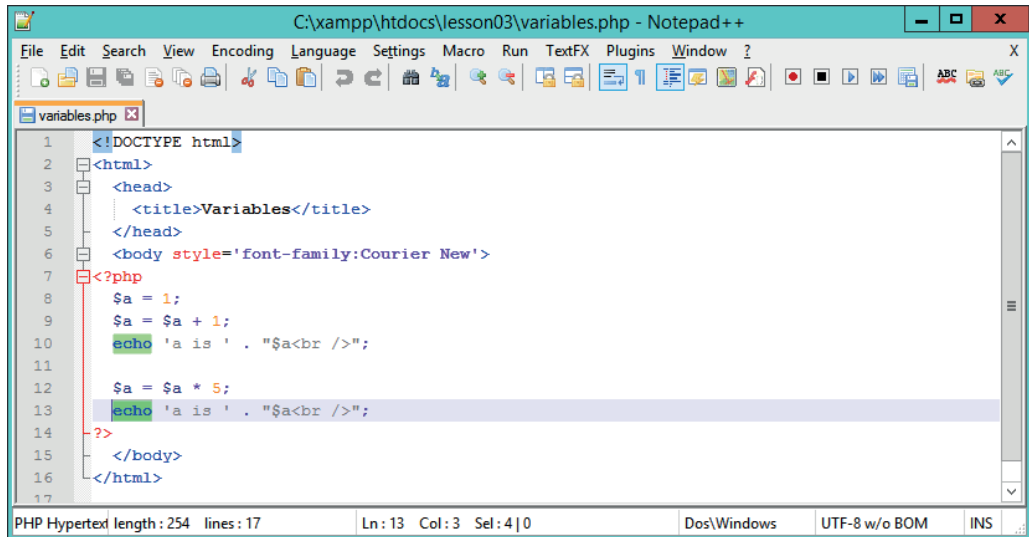 C:\xampp\htdocs\lesson03\variables.php - Notepad++
File Edit Search View Encoding Language Settings Macro Run TextFX Plugins Window ? X
variables.php
1 <!DOCTYPE html>
2 <html>
3 <head>
4 <title>Variables</title>
5 </head>
6 <body style='font-family:Courier New'>
7 <?php
8 $a = 1;
9 $a = $a + 1;
10 echo 'a is ' . "$a<br />";
11
12 $a = $a * 5;
13 echo 'a is ' . "$a<br />";
14 ?>
15 </body>
16 </html>
17
PHP Hypertext length : 254 lines : 17 Ln : 13 Col : 3 Sel : 4 | 0 Dos\Windows UTF-8 w/o BOM INS